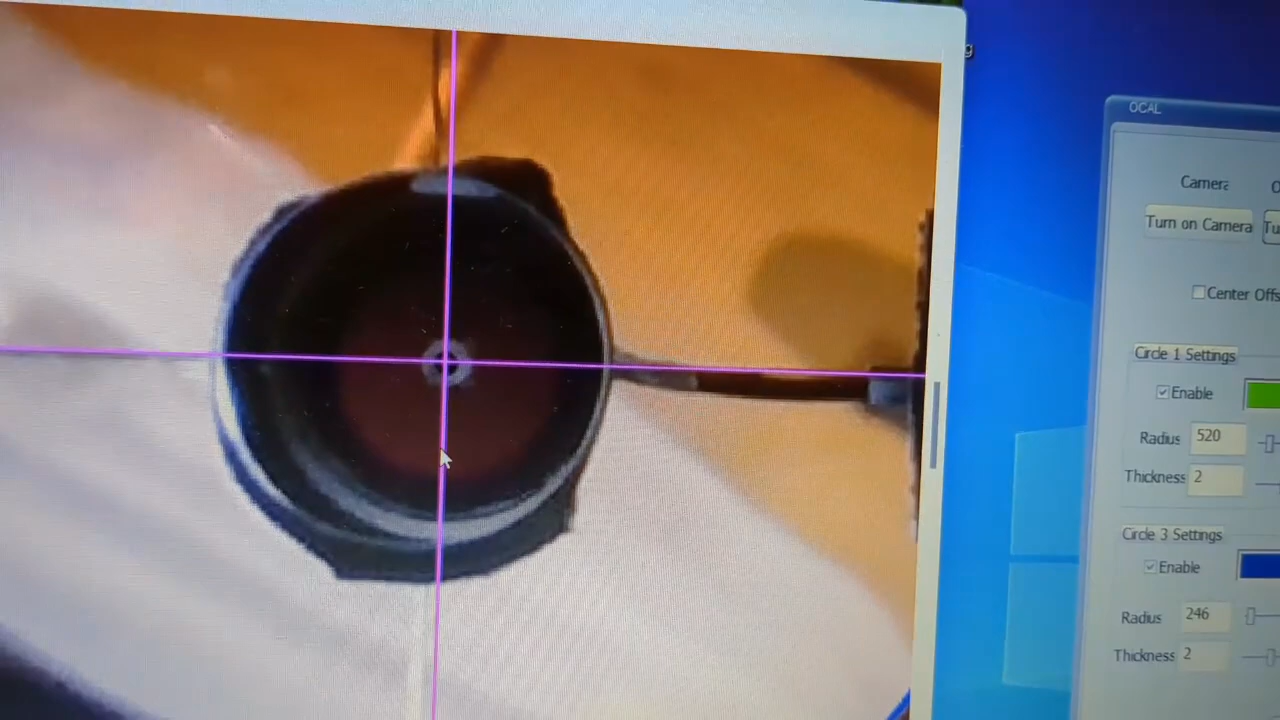 g
OCAL
Camera
Turn on Camera
Center Offs
Circle 1 Settings
Enable
Radius 520
Thickness 2
Circle 3 Settings
Enable
Radius 246
Thickness 2